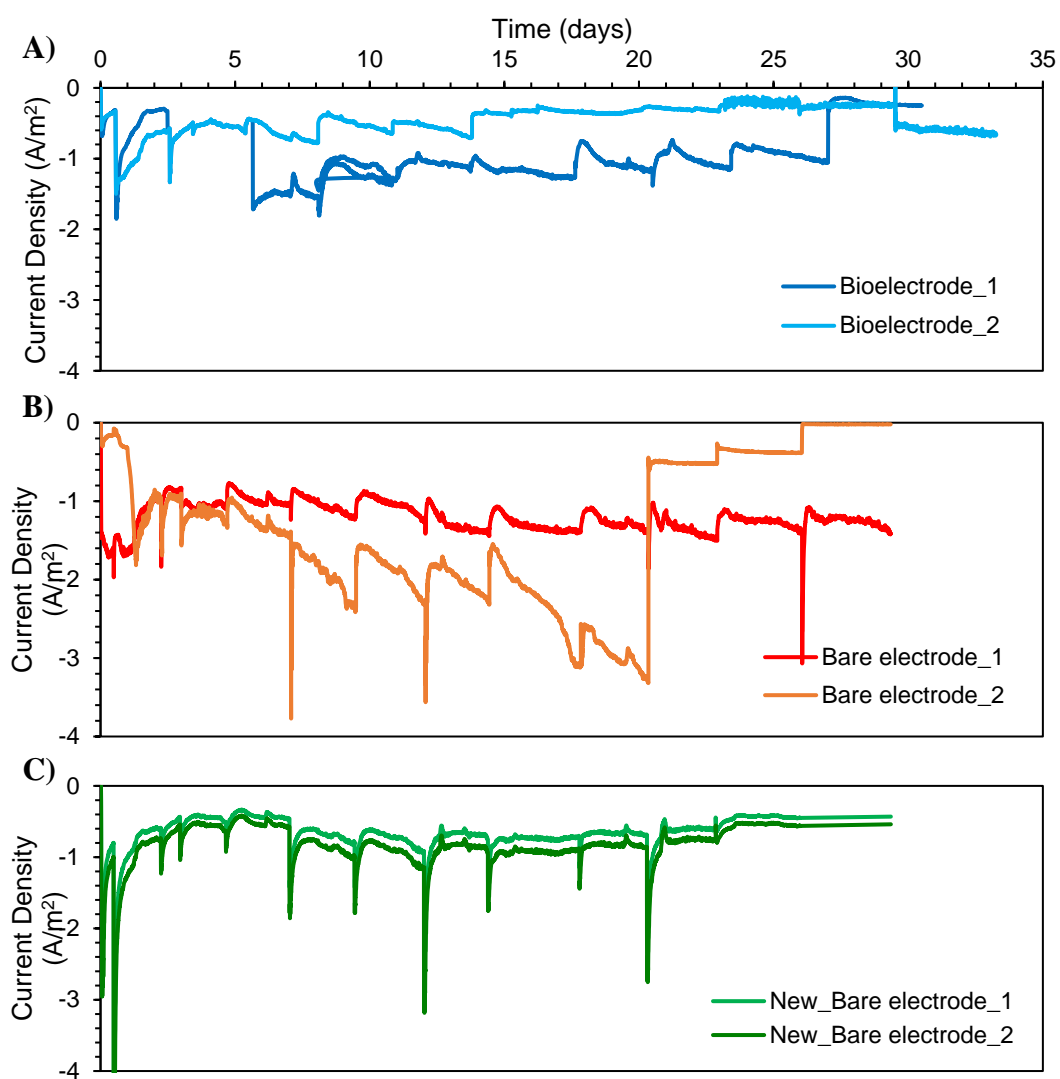 Time (days)
A)
0 5 10 15 20 25 30 35
0
-1
-2
-3
-4
Current Density (A/m²)
Bioelectrode_1
Bioelectrode_2
B)
0
-1
-2
-3
-4
Current Density
(A/m²)
Bare electrode_1
Bare electrode_2
C)
0
-1
-2
-3
-4
Current Density
(A/m²)
New_Bare electrode_1
New_Bare electrode_2